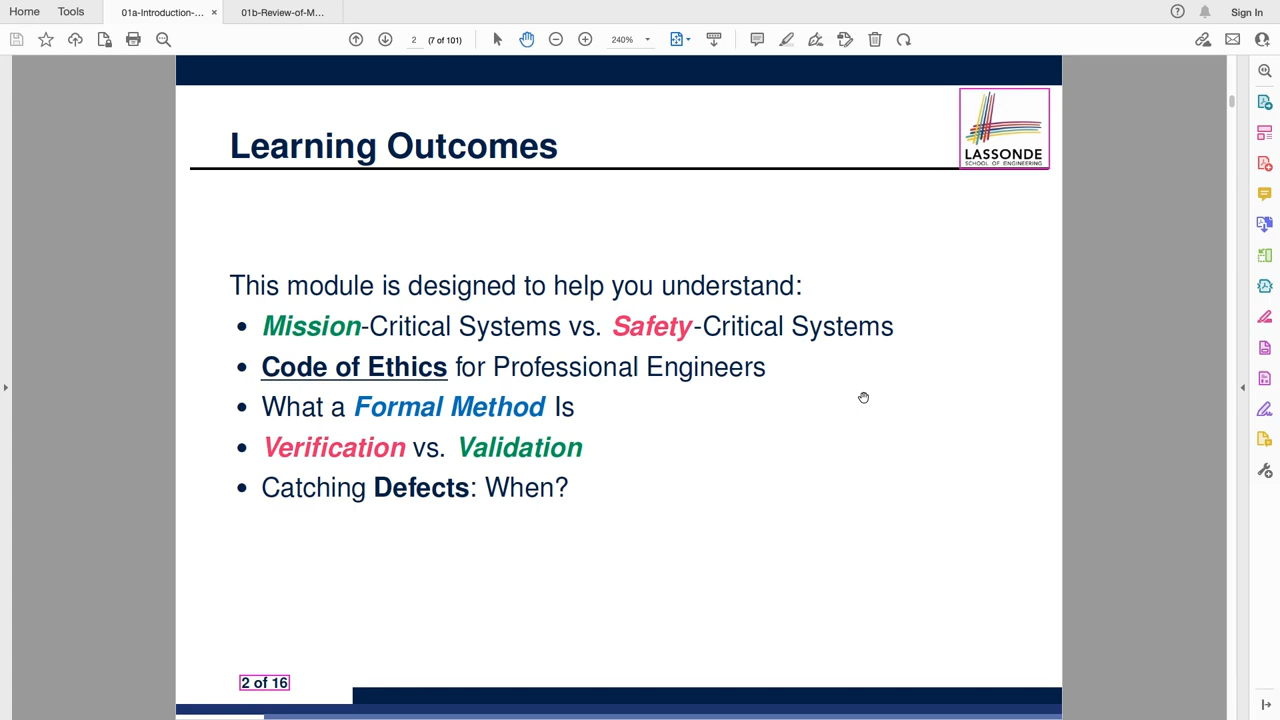 Home Tools 01a-Introduction-... × 01b-Review-of-M... Sign In
2 (7 of 101) 240%
LASSONDE
SCHOOL OF ENGINEERING
Learning Outcomes
This module is designed to help you understand:
• Mission-Critical Systems vs. Safety-Critical Systems
• Code of Ethics for Professional Engineers
• What a Formal Method Is
• Verification vs. Validation
• Catching Defects: When?
2 of 16